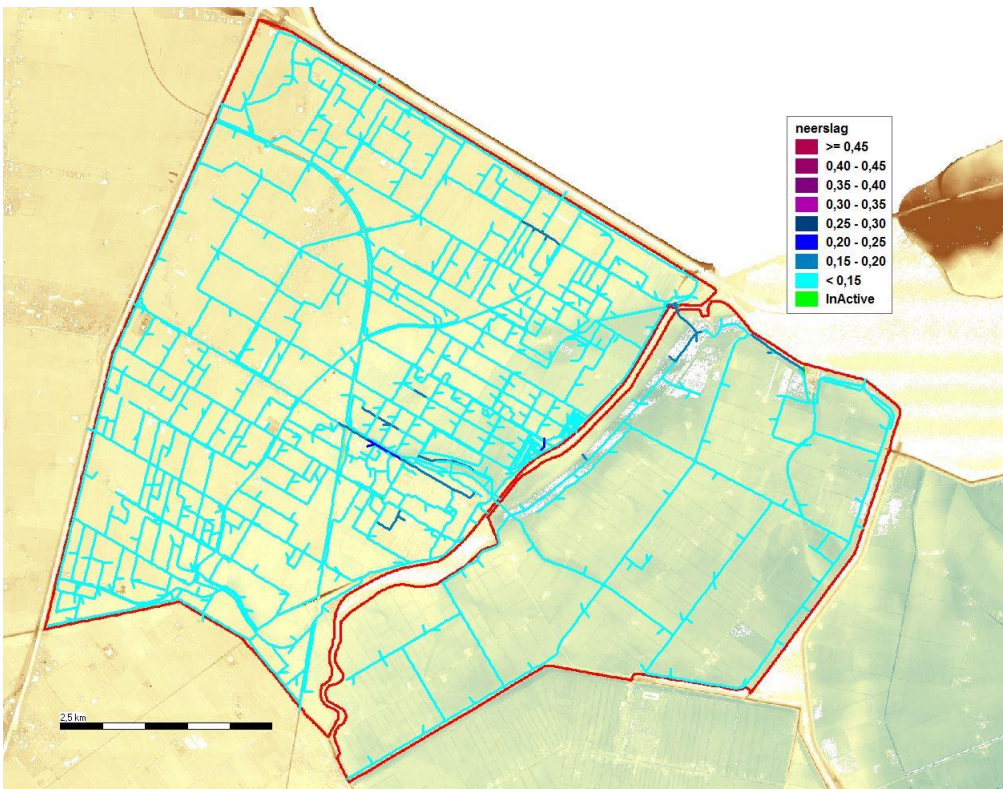 neerslag
>= 0,45
0,40 - 0,45
0,35 - 0,40
0,30 - 0,35
0,25 - 0,30
0,20 - 0,25
0,15 - 0,20
< 0,15
InActive
2,5 km